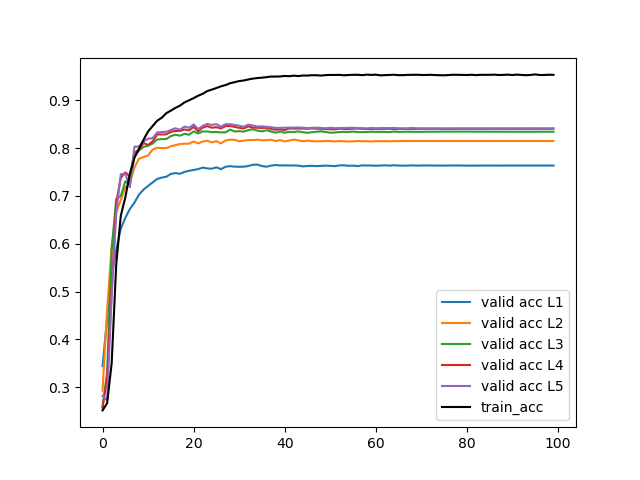 0.9
0.8
0.7
0.6
0.5
0.4
0.3
0
20
40
60
80
100
valid acc L1
valid acc L2
valid acc L3
valid acc L4
valid acc L5
train_acc